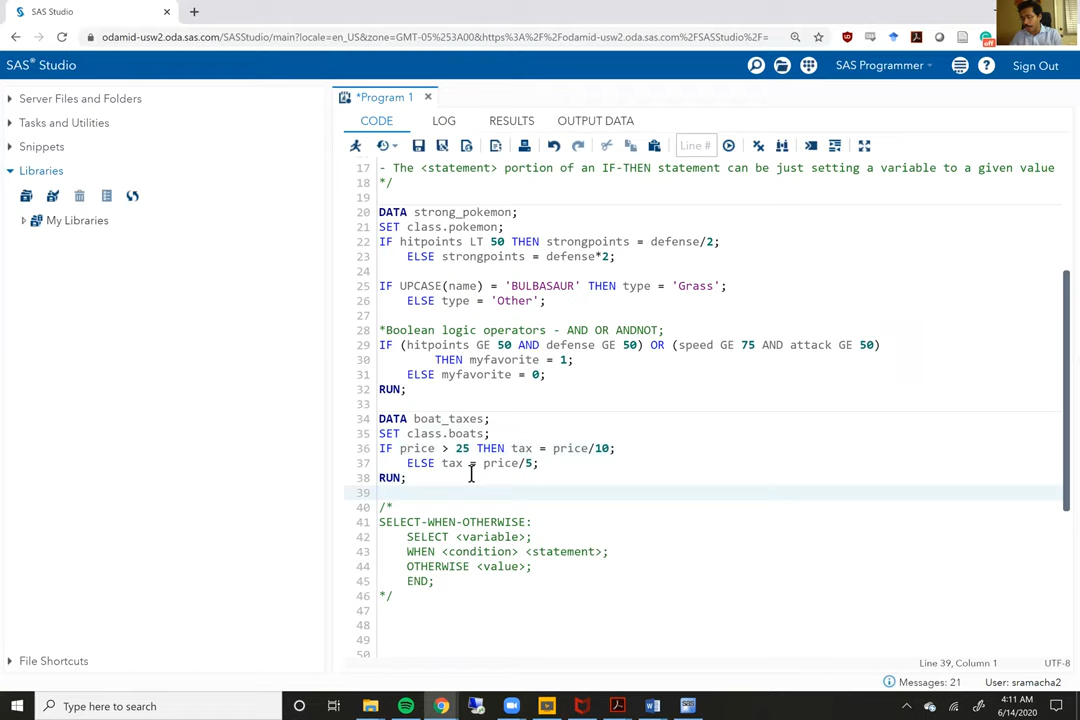 SAS Studio
odamid-usw2.oda.sas.com/SASStudio/main?locale=en_US&zone=GMT-05%253A00&https%3A%2F%2Fodamid-usw2.oda.sas.com%2FSASStudio%2F=
off
SAS® Studio
SAS Programmer
Sign Out
Server Files and Folders
Tasks and Utilities
Snippets
Libraries
My Libraries
File Shortcuts
*Program 1
CODE LOG RESULTS OUTPUT DATA
Line #
17 - The <statement> portion of an IF-THEN statement can be just setting a variable to a given value
18 */
19
20 DATA strong_pokemon;
21 SET class.pokemon;
22 IF hitpoints LT 50 THEN strongpoints = defense/2;
23 ELSE strongpoints = defense*2;
24
25 IF UPCASE(name) = 'BULBASAUR' THEN type = 'Grass';
26 ELSE type = 'Other';
27
28 *Boolean logic operators - AND OR ANDNOT;
29 IF (hitpoints GE 50 AND defense GE 50) OR (speed GE 75 AND attack GE 50)
30 THEN myfavorite = 1;
31 ELSE myfavorite = 0;
32 RUN;
33
34 DATA boat_taxes;
35 SET class.boats;
36 IF price > 25 THEN tax = price/10;
37 ELSE tax = price/5;
38 RUN;
39
40 /*
41 SELECT-WHEN-OTHERWISE:
42 SELECT <variable>;
43 WHEN <condition> <statement>;
44 OTHERWISE <value>;
45 END;
46 */
47
48
49
50
Line 39, Column 1
UTF-8
Messages: 21
User: sramacha2
Type here to search
4:11 AM
6/14/2020